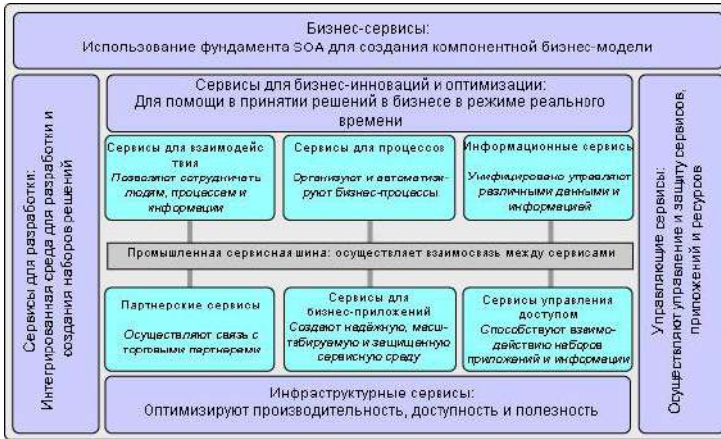 Бизнес-сервисы:
Использование фундамента SOA для создания компонентной бизнес-модели
Сервисы для разработки:
Интегрированная среда для разработки и
создания наборов решений
Сервисы для бизнес-инноваций и оптимизации:
Для помощи в принятии решений в бизнесе в режиме реального
времени
Сервисы для взаимодейс
твия
Позволяют сотрудничать
людям, процессам и
информации
Сервисы для процессов
Организуют и автоматизи-
руют бизнес-процессы
Информационные сервисы
Унифицировано управляют
различными данными и
информацией
Промышленная сервисная шина: осуществляет взаимосвязь между сервисами
Партнерские сервисы
Осуществляют связь с
торговыми партнерами
Сервисы для
бизнес-приложений
Создают надёжную, масш-
табируемую и защищенную
сервисную среду
Сервисы управления
доступом
Способствуют взаимо-
действию наборов
приложений и информации
Инфраструктурные сервисы:
Оптимизируют производительность, доступность и полезность
Управляющие сервисы:
Осуществляют управление и защиту сервисов,
приложений и ресурсов